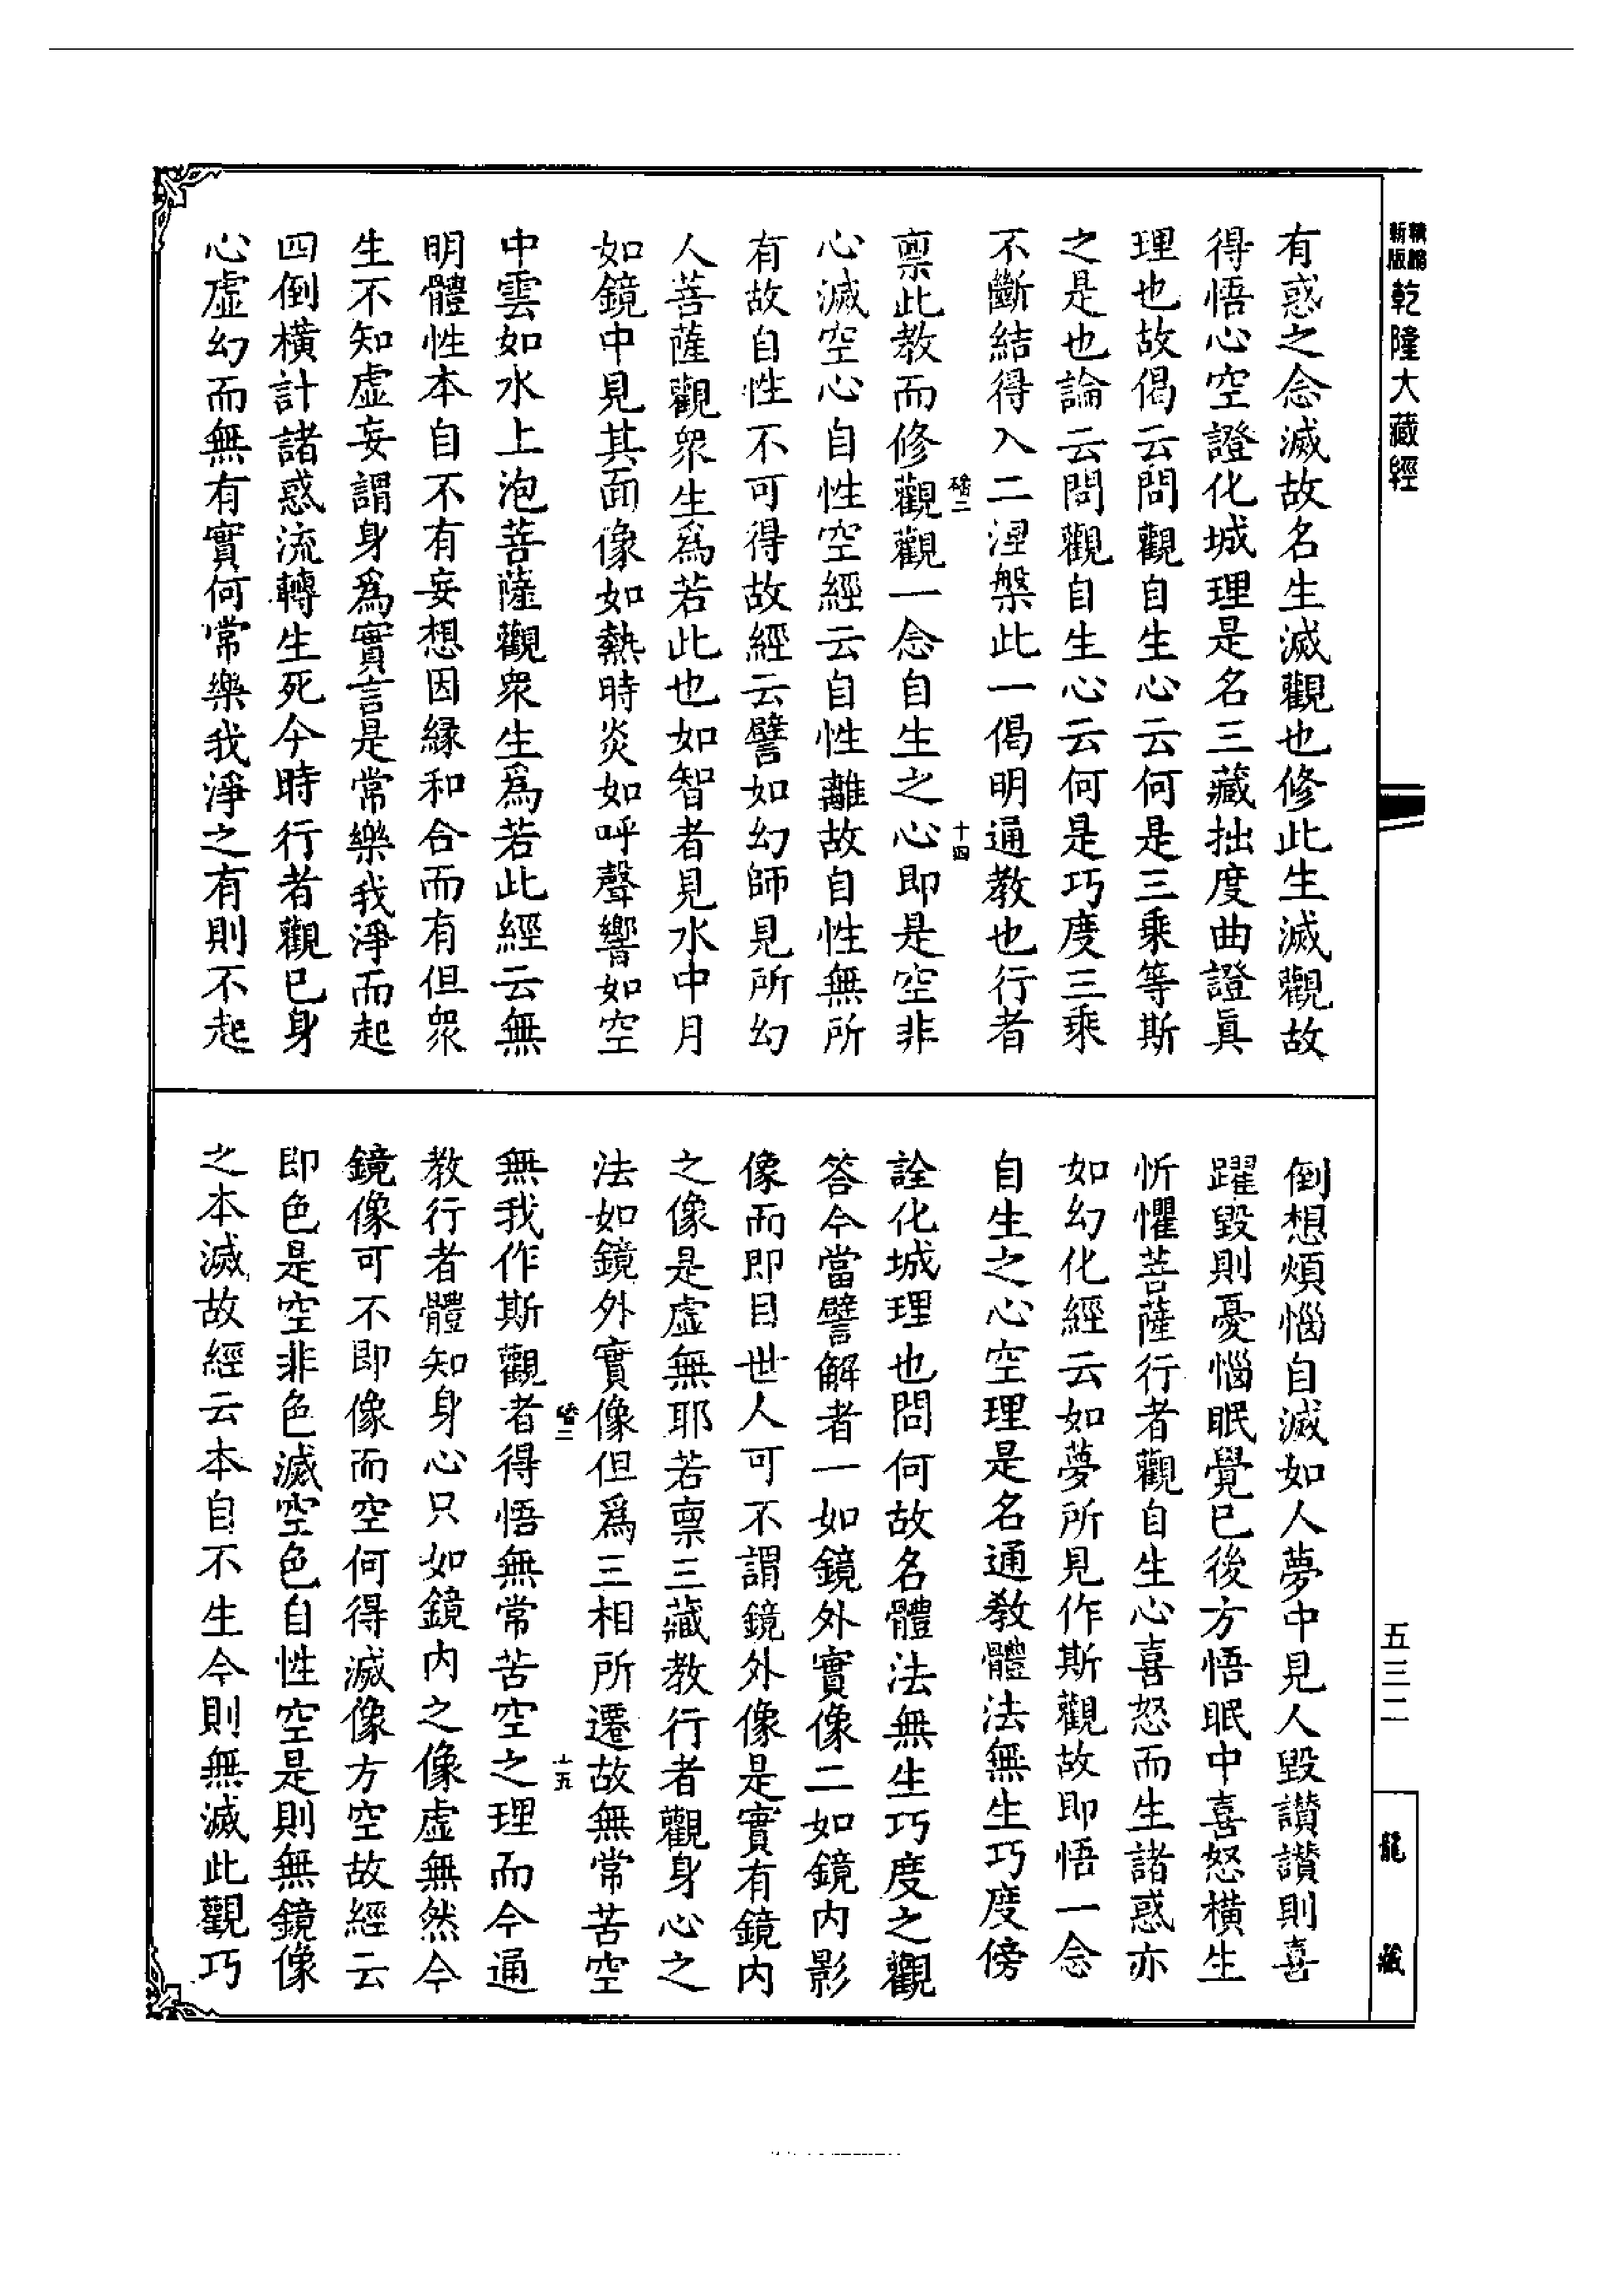 乾隆大藏經
有惑之念滅故名生滅觀也修此生滅觀故
得悟心空證化城理是名三藏拙度曲證眞
理也故偈云問觀自生心云何是三乘等斯
之是也論云問觀自生心云何是巧度三乘
不斷結得入二涅槃此一偈明通教也行者
稟此教而修觀觀一念自生之心即是空非
心滅空心自性空經云自性離故自性無所
有故自性不可得故經云譬如幻師見所幻
人菩薩觀衆生爲若此也如智者見水中月
如鏡中見其面像如熱時炎如呼聲響如空
中雲如水上泡菩薩觀衆生爲若此經云無
明體性本自不有妄想因緣和合而有但衆
生不知虛妄謂身爲實言是常樂我淨而起
四倒橫計諸惑流轉生死今時行者觀已身
心虛幻而無有實何常樂我淨之有則不起
十四
倒想煩惱自滅如人夢中見人毀讃讃則喜
躍毀則憂惱眠覺已後方悟眠中喜怒橫生
忻懼菩薩行者觀自生心喜怒而生諸惑亦
如幻化經云如夢所見作斯觀故即悟一念
自生之心空理是名通教體法無生巧度傍
詮化城理也問何故名體法無生巧度之觀
答今當譬解者一如鏡外實像二如鏡內影
像而即目世人可不謂鏡外像是實有鏡內
之像是虛無耶若稟三藏教行者觀身心之
法如鏡外實像但爲三相所遷故無常苦空
無我作斯觀者得悟無常苦空之理而今通
教行者體知身心只如鏡內之像虛無然今
鏡像可不即像而空何得滅像方空故經云
即色是空非色滅空色自性空是則無鏡像
之本滅故經云本自不生今則無滅此觀巧
十五
五三二
龍藏